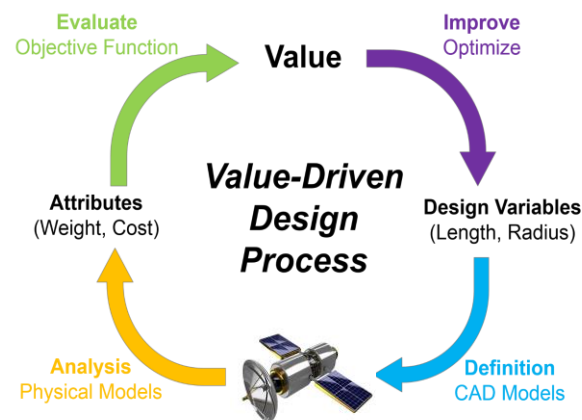 Evaluate
Objective Function
Value
Improve
Optimize
Attributes
(Weight, Cost)
Value-Driven
Design
Process
Design Variables
(Length, Radius)
Analysis
Physical Models
Definition
CAD Models